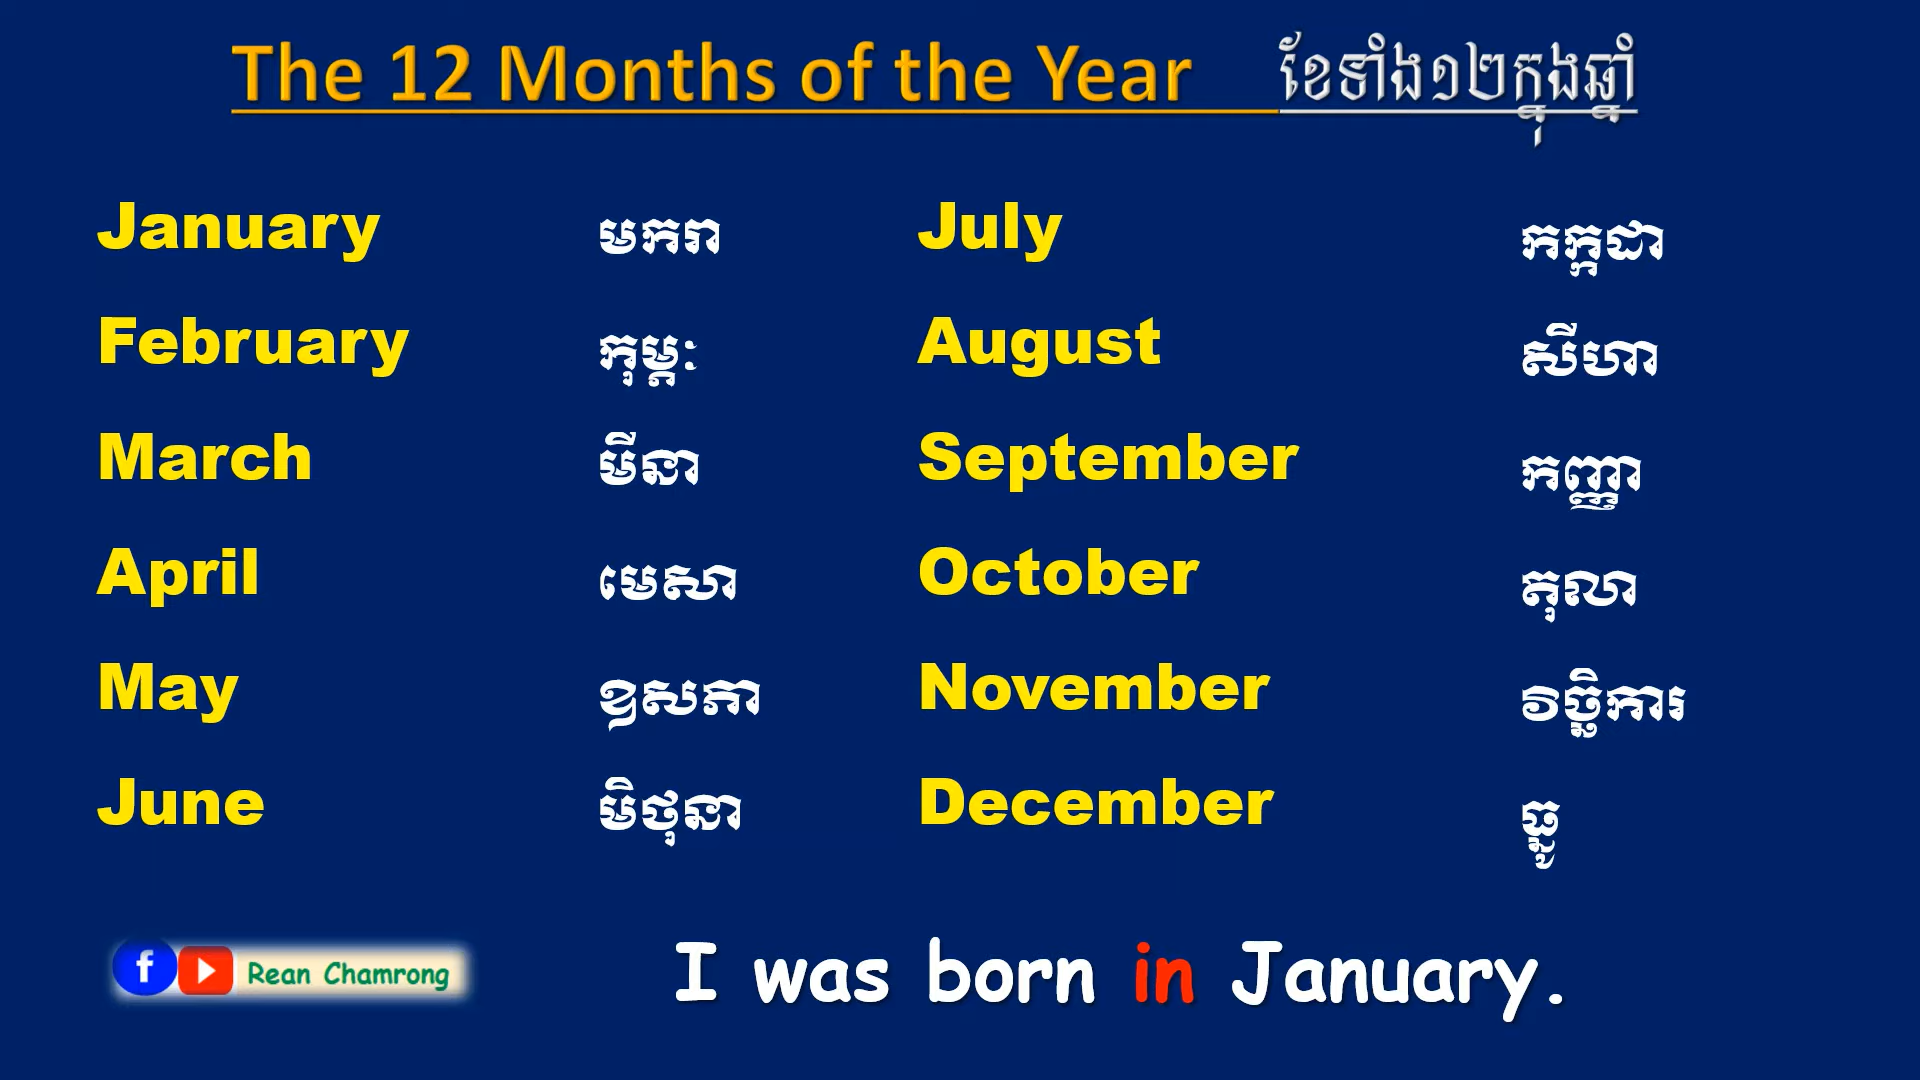 The 12 Months of the Year ខែទាំង១២ក្នុងឆ្នាំ
January មករា July កក្កដា
February កុម្ភៈ August សីហា
March មីនា September កញ្ញា
April មេសា October តុលា
May ឧសភា November វិច្ឆិការ
June មិថុនា December ធ្នូ
f Rean Chamrong I was born in January.